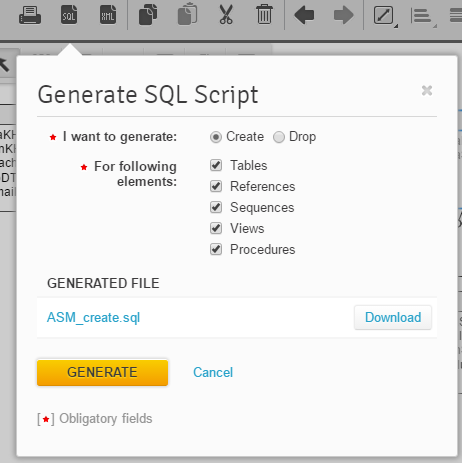 SQL XML
Generate SQL Script
* I want to generate: Create Drop
* For following
elements:
Tables
References
Sequences
Views
Procedures
GENERATED FILE
ASM_create.sql Download
GENERATE Cancel
[*] Obligatory fields